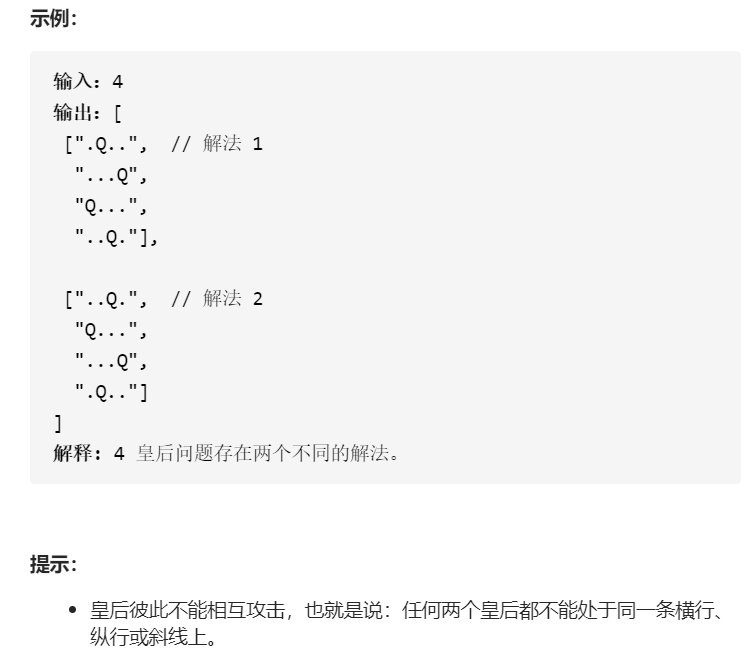 示例：
输入：4
输出：[
 [".Q..",  // 解法 1
  "...Q",
  "Q...",
  "..Q."],
 ["..Q.",  // 解法 2
  "Q...",
  "...Q",
  ".Q.."]
]
解释：4 皇后问题存在两个不同的解法。
提示：
• 皇后彼此不能相互攻击，也就是说：任何两个皇后都不能处于同一条横行、
纵行或斜线上。